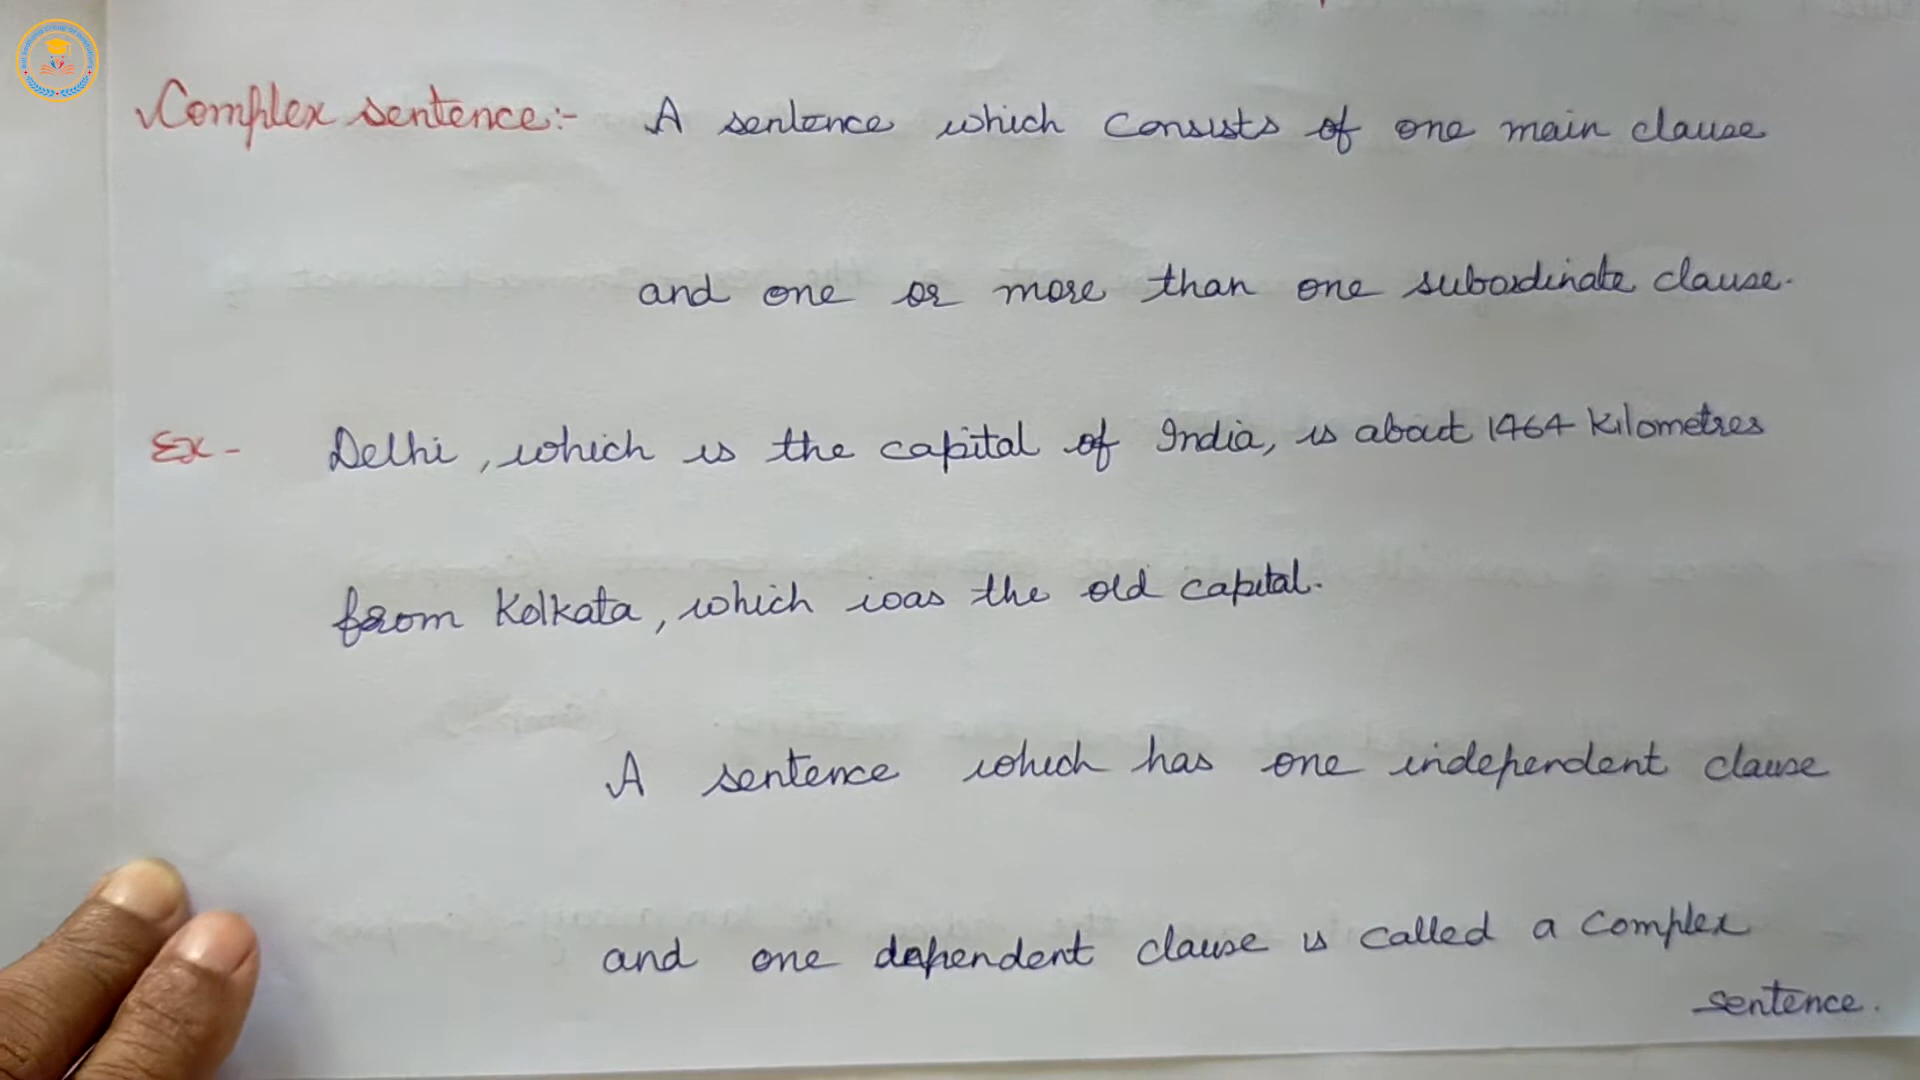 Complex sentence:- A sentence which consists of one main clause
and one or more than one subordinate clause.
Ex - Delhi, which is the capital of India, is about 1464 kilometres
from Kolkata, which was the old capital.
A sentence which has one independent clause
and one dependent clause is called a complex
sentence.